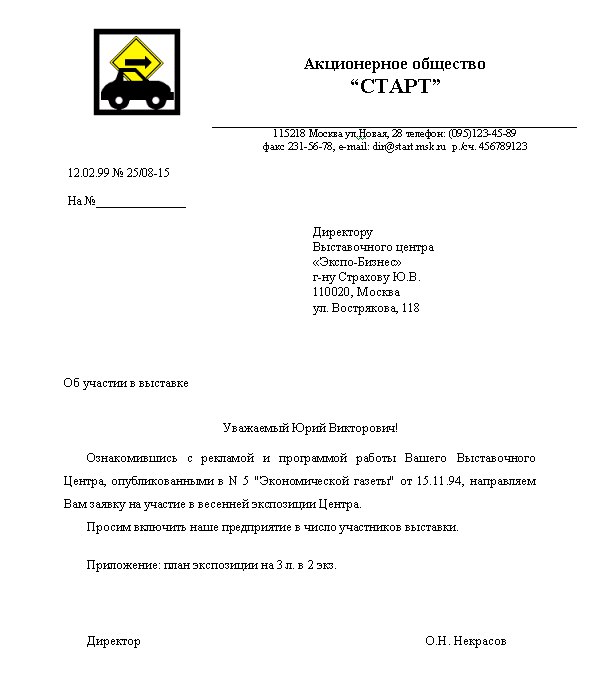 Акционерное общество
“СТАРТ”
115218 Москва ул,Новая, 28 телефон: (095)123-45-89
факс 231-56-78, e-mail: dir@start.msk.ru р./сч. 456789123
12.02.99 № 25/08-15
На №_______________
Директору
Выставочного центра
«Экспо-Бизнес»
г-ну Страхову Ю.В.
110020, Москва
ул. Вострякова, 118
Об участии в выставке
Уважаемый Юрий Викторович!
Ознакомившись с рекламой и программой работы Вашего Выставочного
Центра, опубликованными в N 5 "Экономической газеты" от 15.11.94, направляем
Вам заявку на участие в весенней экспозиции Центра.
Просим включить наше предприятие в число участников выставки.
Приложение: план экспозиции на 3 л. в 2 экз.
Директор О.Н. Некрасов